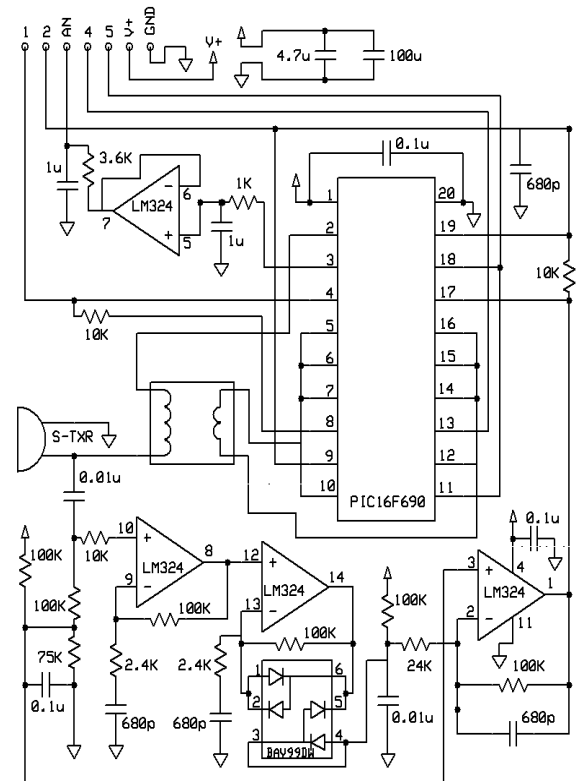 1 2 AN 4 5 V+ GND
V+
4.7u
100u
0.1u
3.6K
1u
6
LM324
7
5
1K
1u
680p
1
20
2
19
3
18
10K
4
17
10K
5
16
6
15
7
14
8
13
9
12
10
11
PIC16F690
S-TXR
0.01u
10K
10
8
9
LM324
12
14
13
LM324
0.1u
3
4
1
2
LM324
11
100K
100K
100K
100K
100K
24K
75K
2.4K
2.4K
0.1u
680p
680p
1
6
2
5
3
4
BAV99DW
0.01u
100K
680p